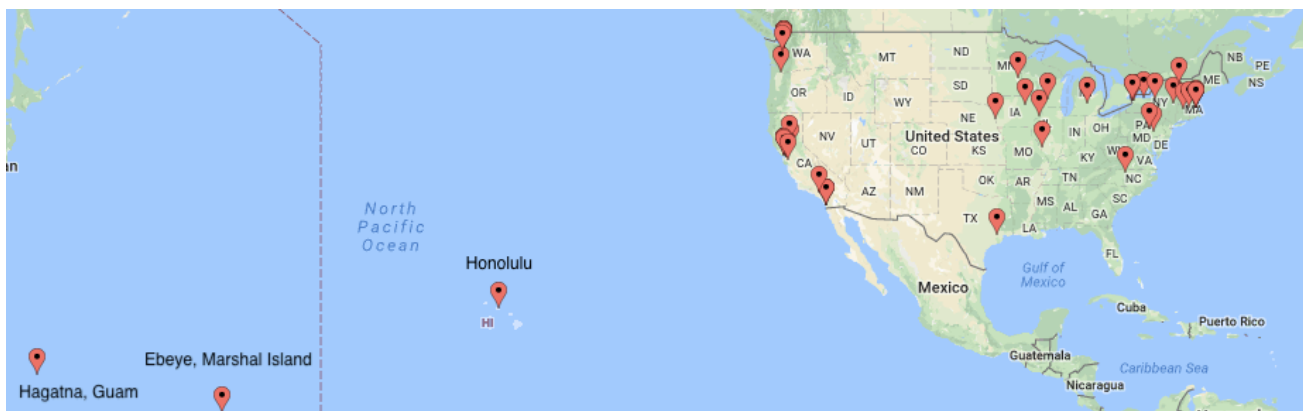 WA
MT
ND
MN
NB
PE
ME
NS
OR
ID
WY
SD
IA
NE
NY
MA
NV
UT
CO
United States
KS
MO
IN
OH
PA
MD
DE
CA
KY
VA
AZ
NM
OK
AR
TN
NC
SC
MS
AL
GA
TX
LA
FL
North
Pacific
Ocean
Gulf of
Mexico
Mexico
Honolulu
HI
Cuba
Puerto Rico
Guatemala
Caribbean Sea
Nicaragua
Ebeye, Marshal Island
Hagatna, Guam